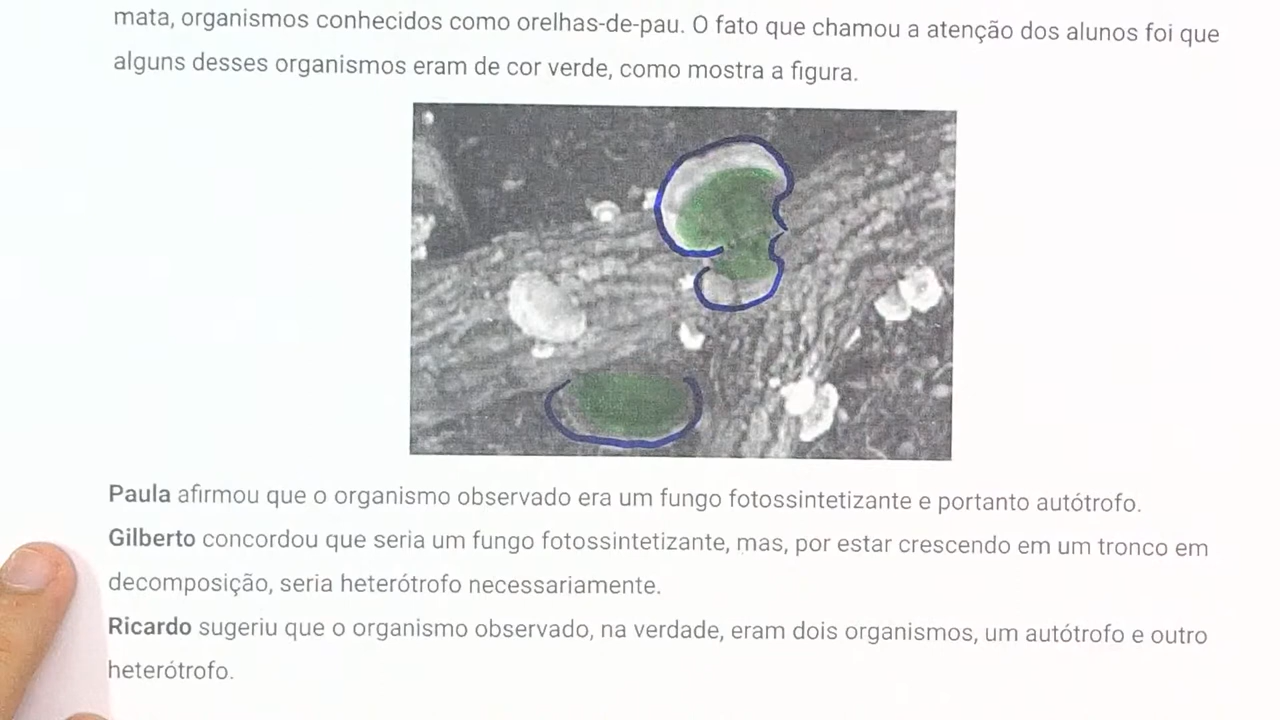 mata, organismos conhecidos como orelhas-de-pau. O fato que chamou a atenção dos alunos foi que
alguns desses organismos eram de cor verde, como mostra a figura.
Paula afirmou que o organismo observado era um fungo fotossintetizante e portanto autótrofo.
Gilberto concordou que seria um fungo fotossintetizante, mas, por estar crescendo em um tronco em
decomposição, seria heterótrofo necessariamente.
Ricardo sugeriu que o organismo observado, na verdade, eram dois organismos, um autótrofo e outro
heterótrofo.